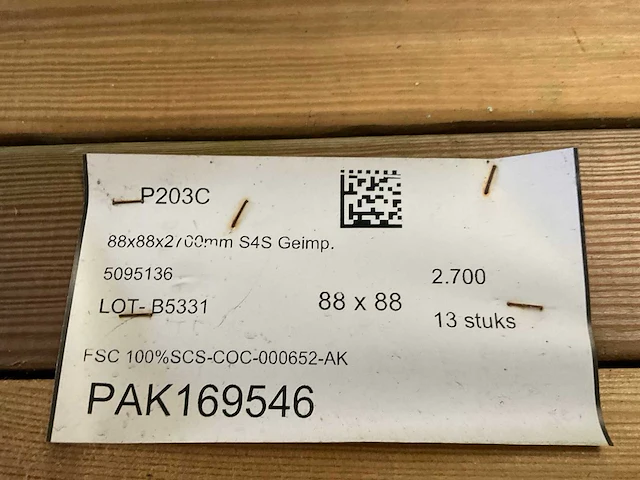 P203C
88x88x2700mm S4S Geimp.
5095136
2.700
LOT- B5331
88 x 88
13 stuks
FSC 100%SCS-COC-000652-AK
PAK169546